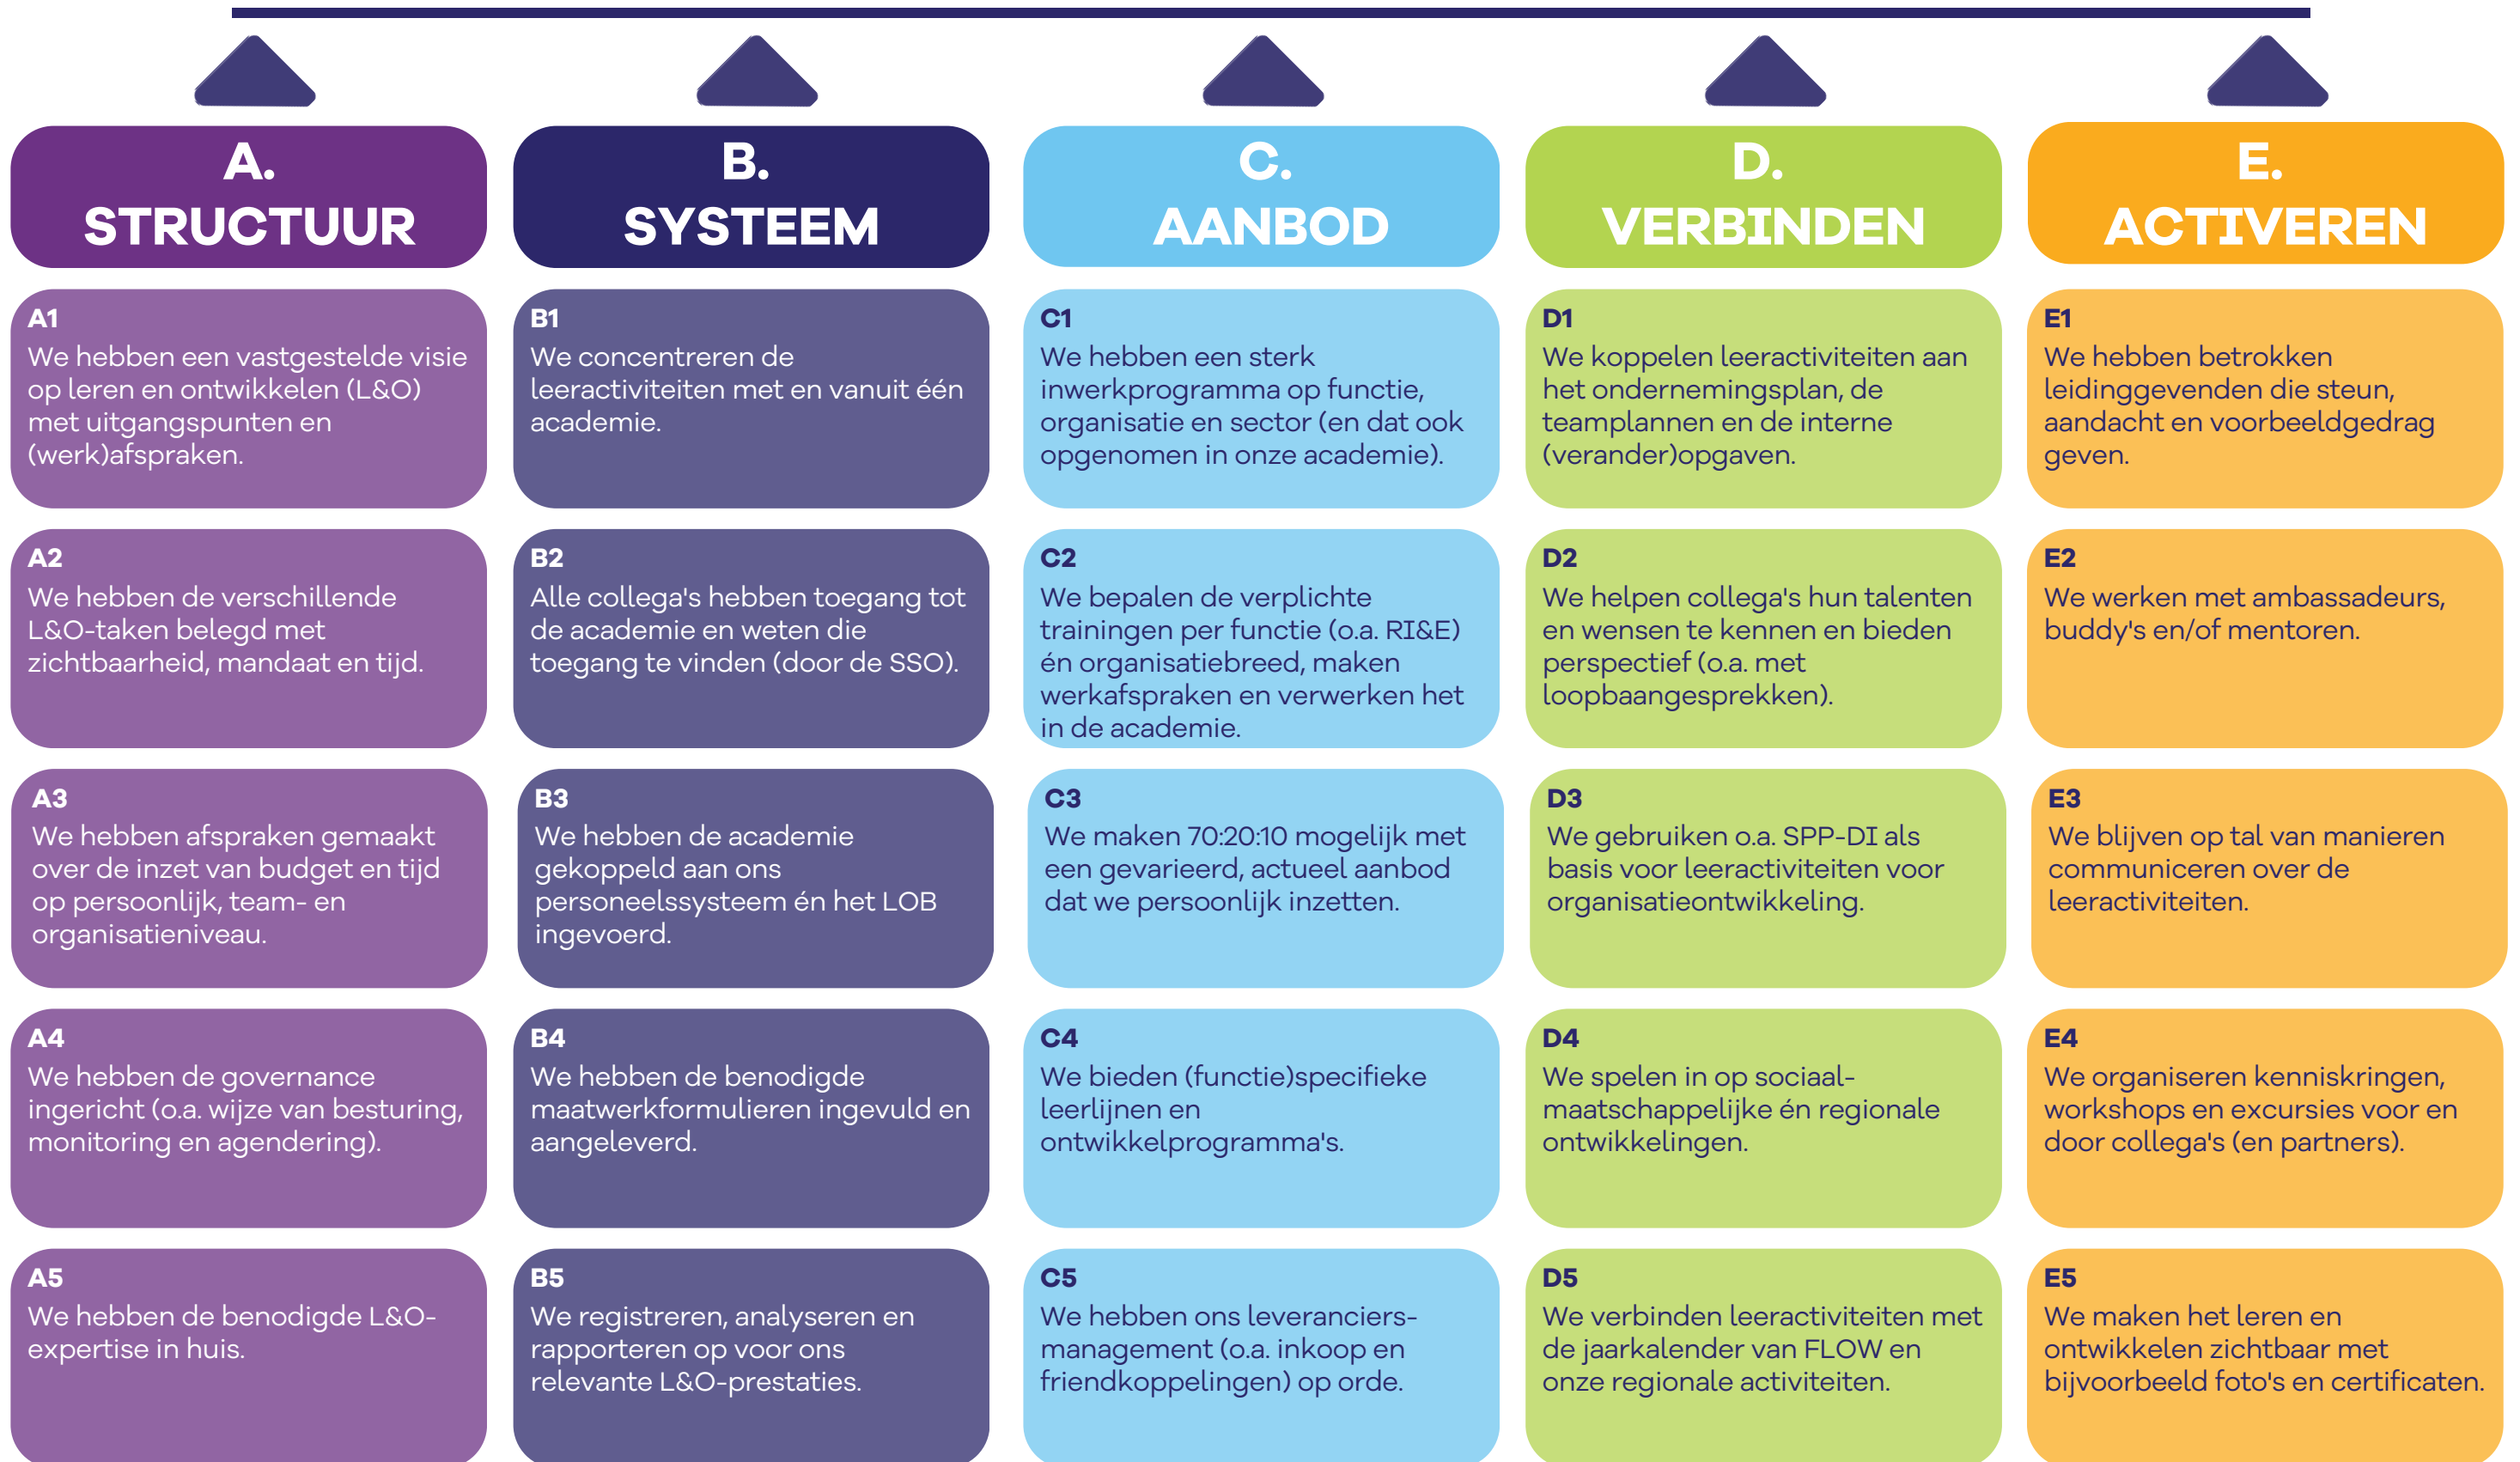 A.
STRUCTUUR
A1
We hebben een vastgestelde visie
op leren en ontwikkelen (L&O)
met uitgangspunten en
(werk)afspraken.
A2
We hebben de verschillende
L&O-taken belegd met
zichtbaarheid, mandaat en tijd.
A3
We hebben afspraken gemaakt
over de inzet van budget en tijd
op persoonlijk, team- en
organisatieniveau.
A4
We hebben de governance
ingericht (o.a. wijze van besturing,
monitoring en agendering).
A5
We hebben de benodigde L&O-
expertise in huis.
B.
SYSTEEM
B1
We concentreren de
leeractiviteiten met en vanuit één
academie.
B2
Alle collega's hebben toegang tot
de academie en weten die
toegang te vinden (door de SSO).
B3
We hebben de academie
gekoppeld aan ons
personeelssysteem én het LOB
ingevoerd.
B4
We hebben de benodigde
maatwerkformulieren ingevuld en
aangeleverd.
B5
We registreren, analyseren en
rapporteren op voor ons
relevante L&O-prestaties.
C.
AANBOD
C1
We hebben een sterk
inwerkprogramma op functie,
organisatie en sector (en dat ook
opgenomen in onze academie).
C2
We bepalen de verplichte
trainingen per functie (o.a. RI&E)
én organisatiebreed, maken
werkafspraken en verwerken het
in de academie.
C3
We maken 70:20:10 mogelijk met
een gevarieerd, actueel aanbod
dat we persoonlijk inzetten.
C4
We bieden (functie)specifieke
leerlijnen en
ontwikkelprogramma's.
C5
We hebben ons leveranciers-
management (o.a. inkoop en
friendkoppelingen) op orde.
D.
VERBINDEN
D1
We koppelen leeractiviteiten aan
het ondernemingsplan, de
teamplannen en de interne
(verander)opgaven.
D2
We helpen collega's hun talenten
en wensen te kennen en bieden
perspectief (o.a. met
loopbaangesprekken).
D3
We gebruiken o.a. SPP-DI als
basis voor leeractiviteiten voor
organisatieontwikkeling.
D4
We spelen in op sociaal-
maatschappelijke én regionale
ontwikkelingen.
D5
We verbinden leeractiviteiten met
de jaarkalender van FLOW en
onze regionale activiteiten.
E.
ACTIVEREN
E1
We hebben betrokken
leidinggevenden die steun,
aandacht en voorbeeldgedrag
geven.
E2
We werken met ambassadeurs,
buddy's en/of mentoren.
E3
We blijven op tal van manieren
communiceren over de
leeractiviteiten.
E4
We organiseren kenniskringen,
workshops en excursies voor en
door collega's (en partners).
E5
We maken het leren en
ontwikkelen zichtbaar met
bijvoorbeeld foto's en certificaten.